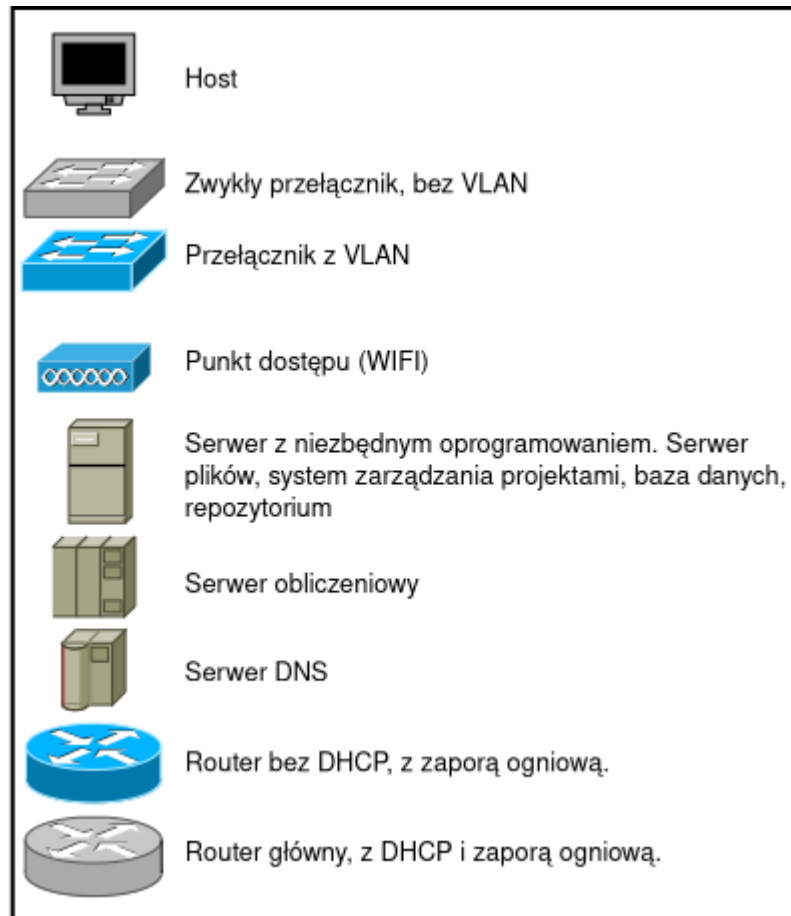 Host
Zwykły przełącznik, bez VLAN
Przełącznik z VLAN
Punkt dostępu (WIFI)
Serwer z niezbędnym oprogramowaniem. Serwer
plików, system zarządzania projektami, baza danych,
repozytorium
Serwer obliczeniowy
Serwer DNS
Router bez DHCP, z zaporą ogniową.
Router główny, z DHCP i zaporą ogniową.